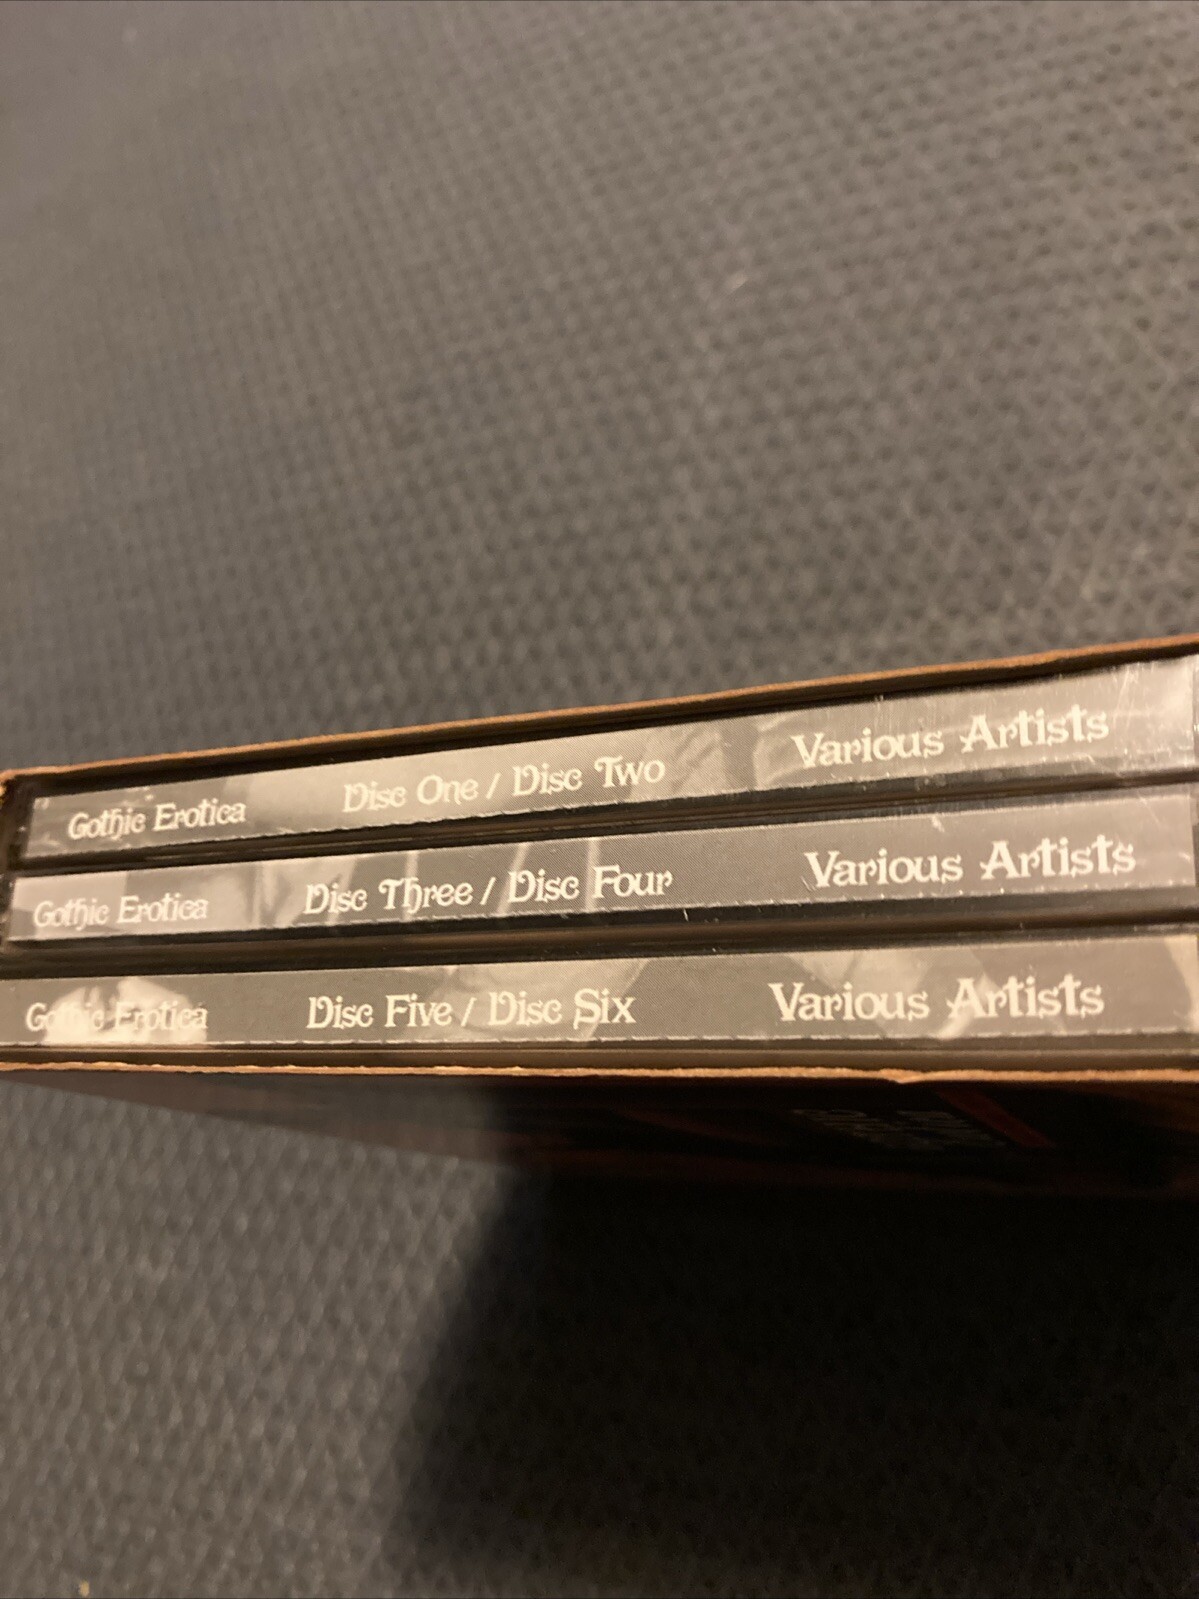 Gothic Erotica Disc One / Disc Two Various Artists
Gothic Erotica Disc Three / Disc Four Various Artists
Gothic Erotica Disc Five / Disc Six Various Artists